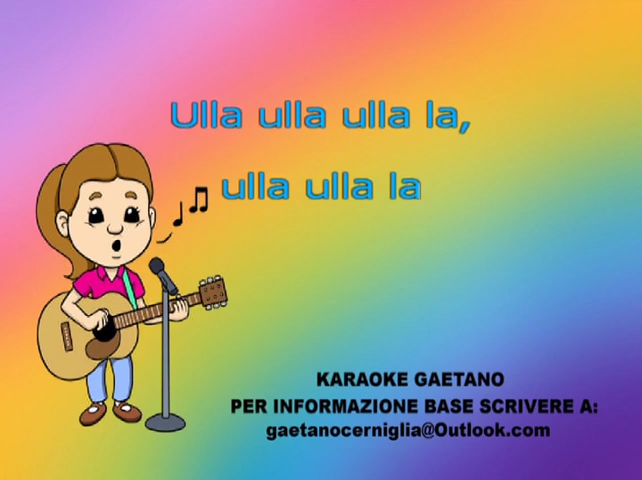 Ulla ulla ulla la,
ulla ulla la
KARAOKE GAETANO
PER INFORMAZIONE BASE SCRIVERE A:
gaetanocerniglia@Outlook.com